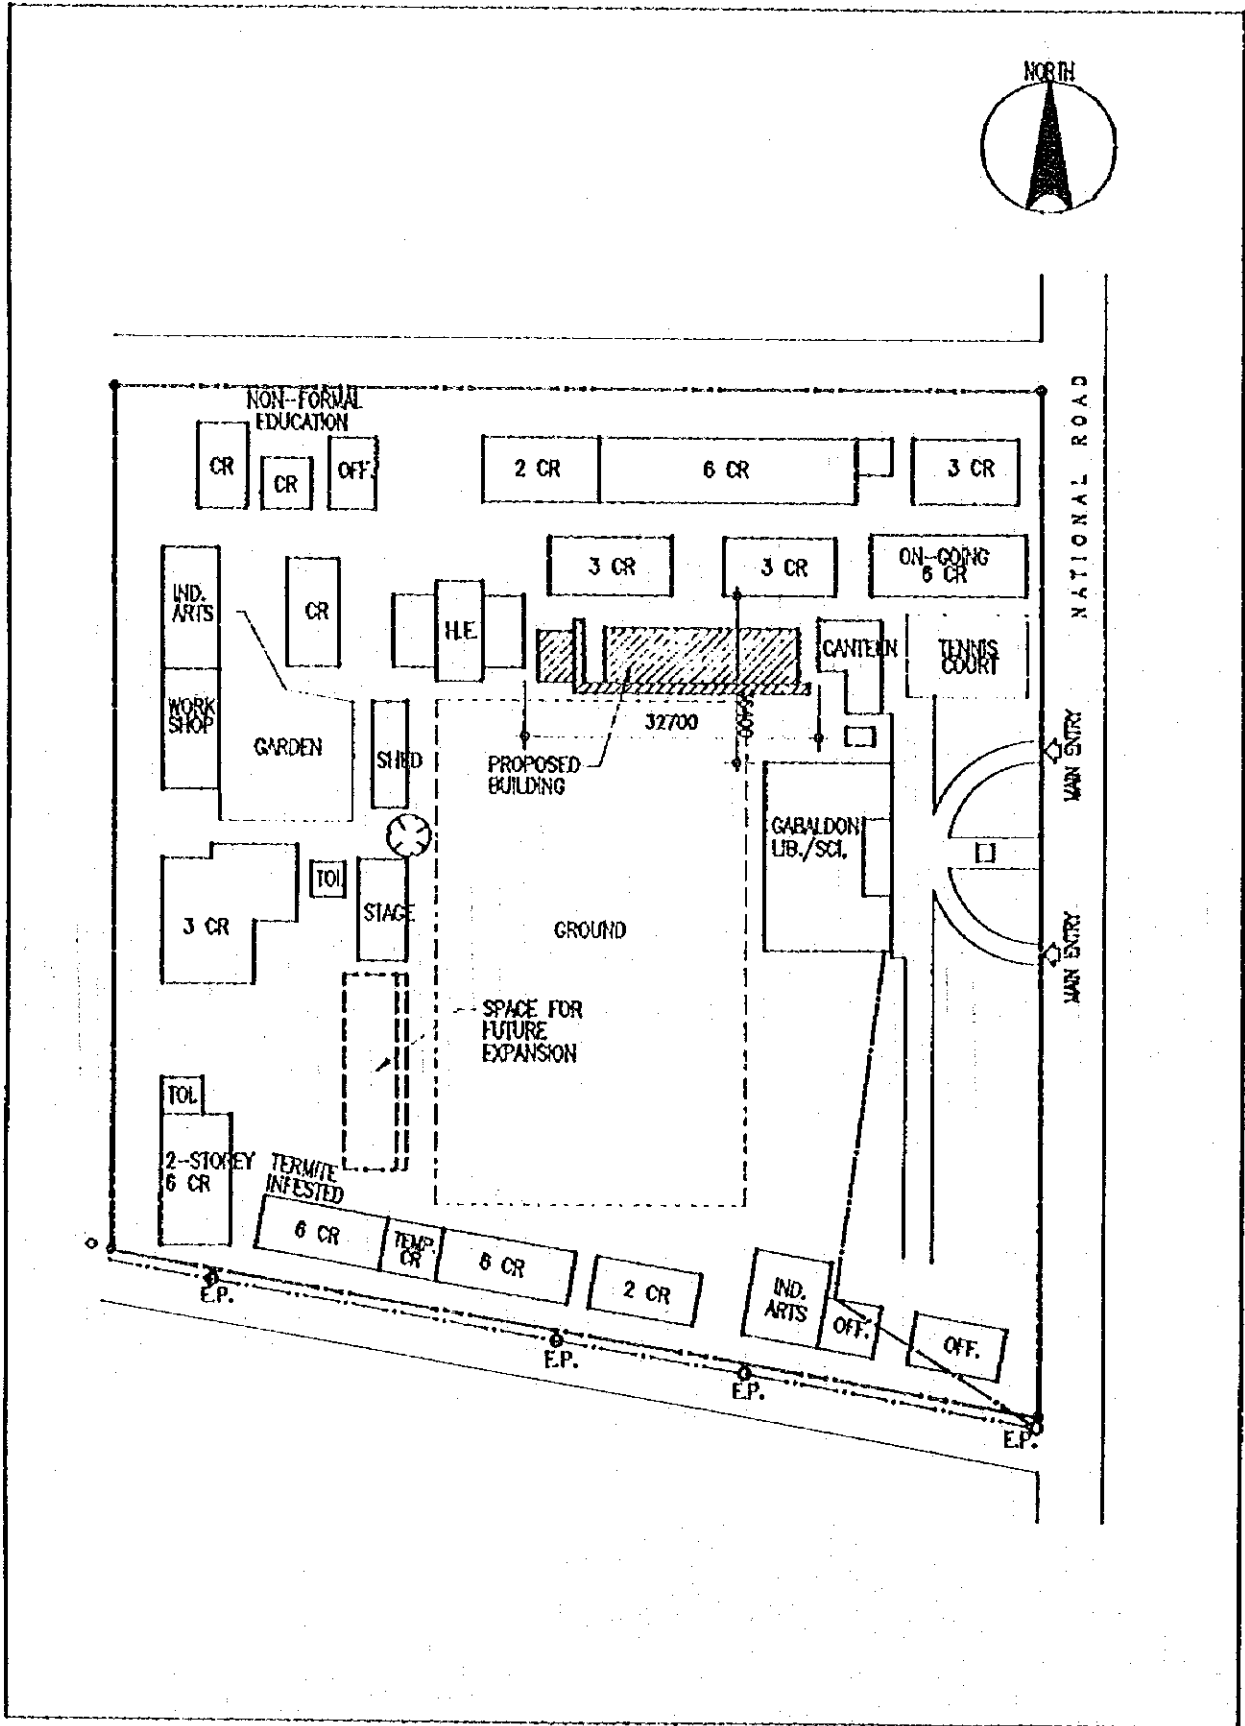 NORTH
NATIONAL ROAD
NON-FORMAL
EDUCATION
CR
CR
OFF.
2 CR
6 CR
3 CR
3 CR
3 CR
ON-GOING
6 CR
IND.
ARTS
CR
H.E.
CANTEEN
TENNIS
COURT
WORK
SHOP
GARDEN
SHED
32700
PROPOSED
BUILDING
MAIN ENTRY
GABALDON
LIB./SCI.
TOL
STAGE
3 CR
GROUND
MAIN ENTRY
SPACE FOR
FUTURE
EXPANSION
TOL
2-STOREY
6 CR
TERMITE
INFESTED
6 CR
TEMP.
CR
6 CR
2 CR
IND.
ARTS
OFF.
OFF.
E.P.
E.P.
E.P.
E.P.